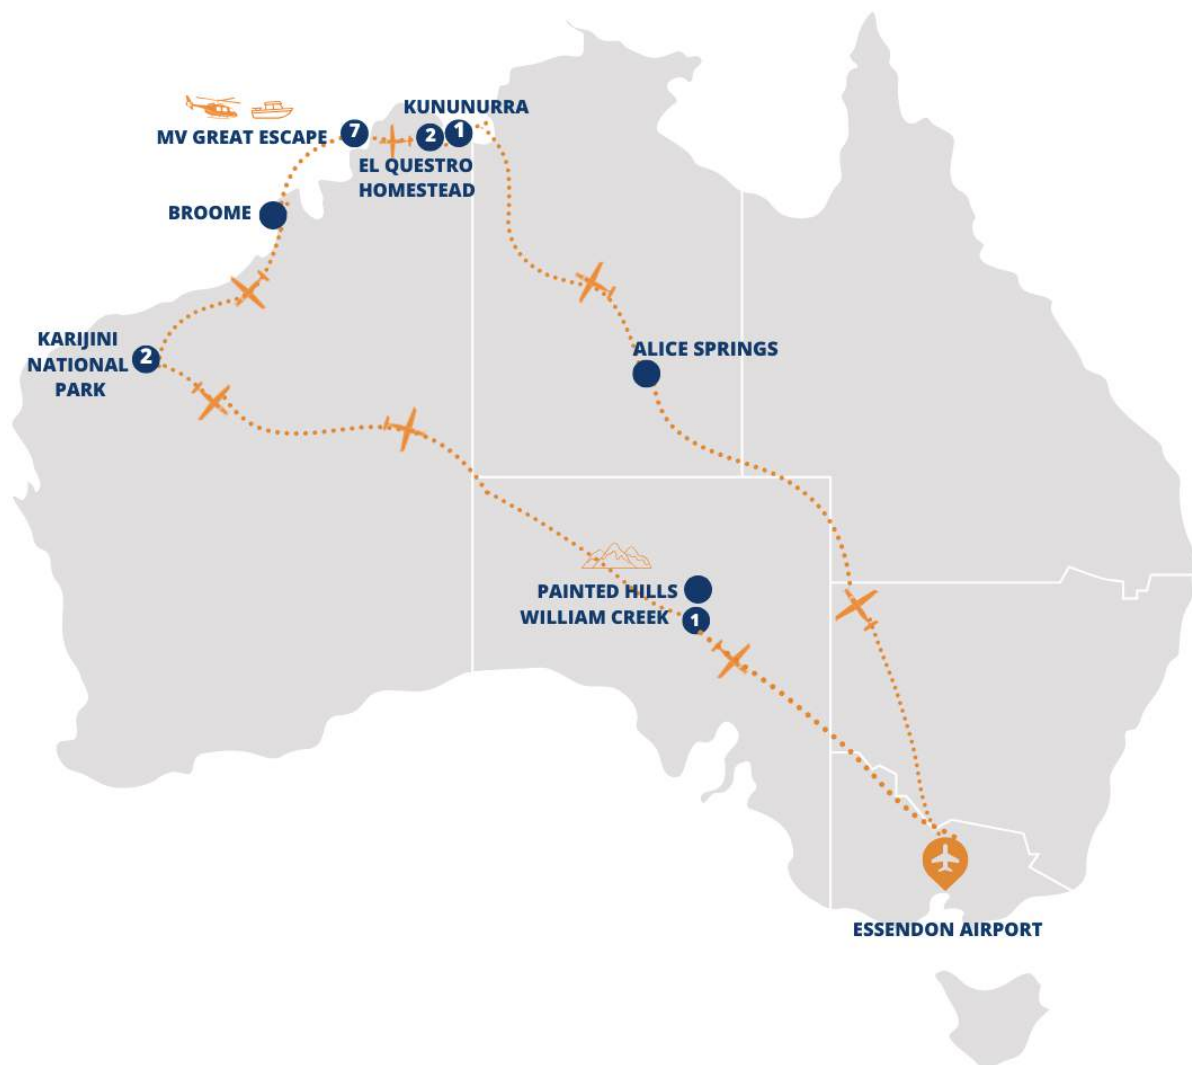 KUNUNURRA
MV GREAT ESCAPE
7
2
1
EL QUESTRO
HOMESTEAD
BROOME
KARIJINI
NATIONAL
PARK
2
ALICE SPRINGS
PAINTED HILLS
WILLIAM CREEK
1
ESSENDON AIRPORT